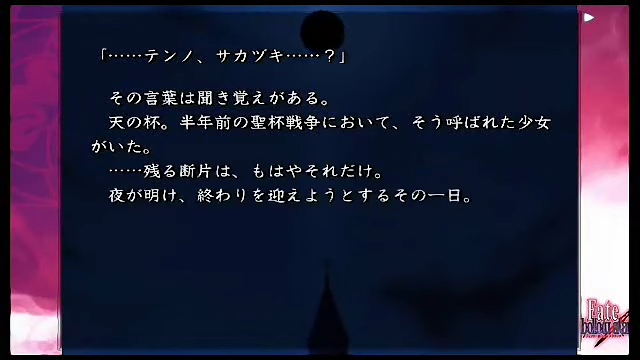 「……テンノ、サカヅキ……？」
その言葉は聞き覚えがある。
天の杯。半年前の聖杯戦争において、そう呼ばれた少女
がいた。
……残る断片は、もはやそれだけ。
夜が明け、終わりを迎えようとするその一日。
Fate